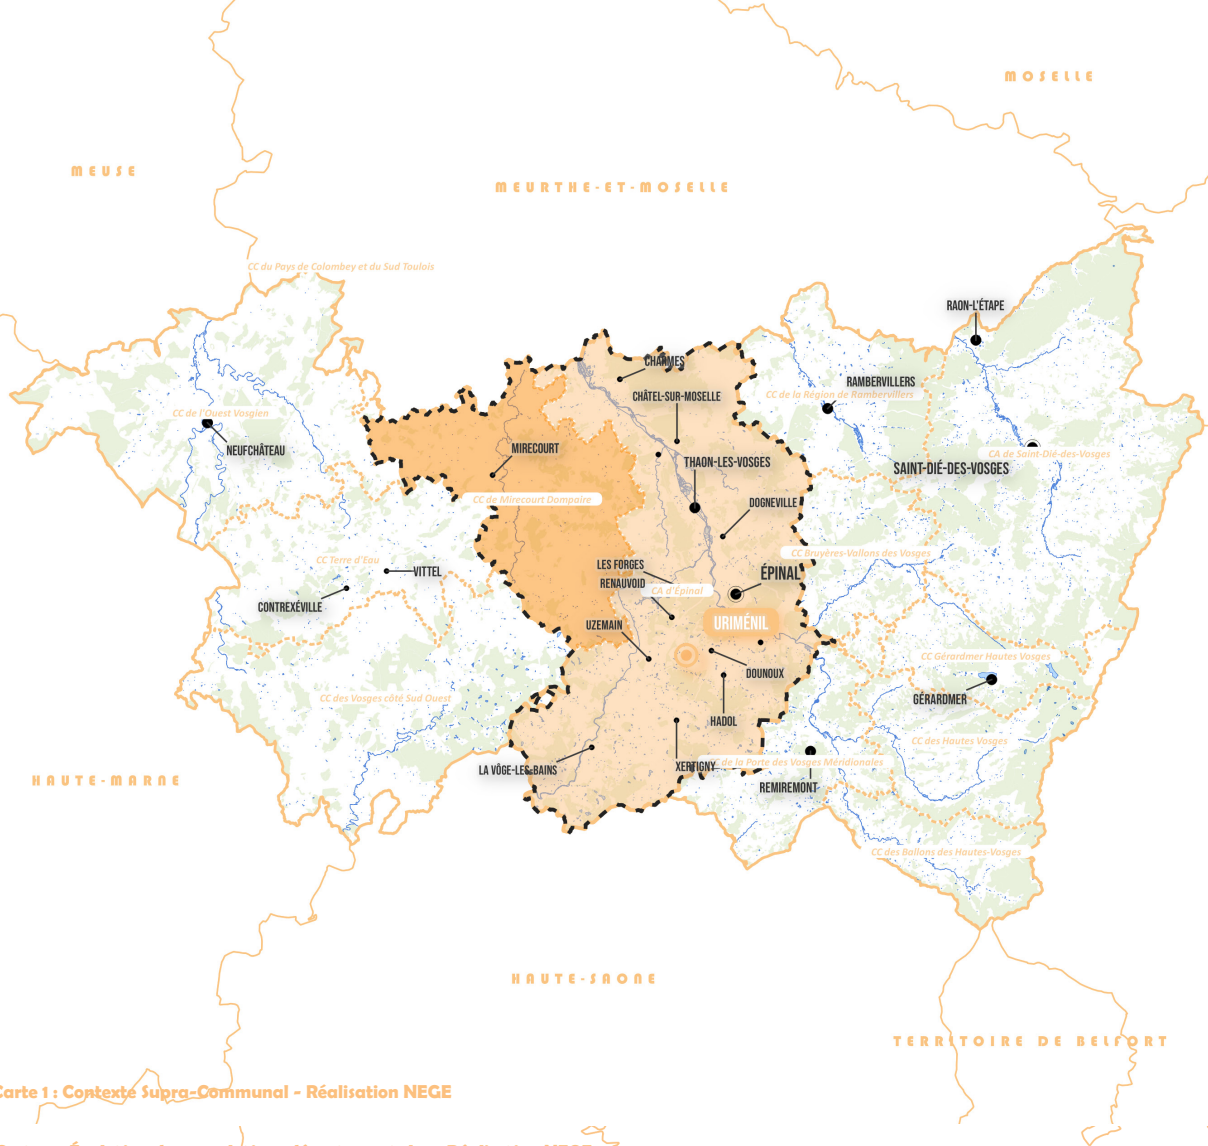 MOSELLE
MEUSE
MEURTHE-ET-MOSELLE
CC du Pays de Colombey et du Sud Toulois
RAON-L'ÉTAPE
CHARMES
RAMBERVILLERS
CC de la Région de Rambervillers
CHÂTEL-SUR-MOSELLE
CC de l'Ouest Vosgien
NEUFCHÂTEAU
MIRECOURT
CA de Saint-Dié-des-Vosges
THAON-LES-VOSGES
SAINT-DIÉ-DES-VOSGES
CC de Mirecourt Dompaire
DOGNEVILLE
CC Bruyères-Vallons des Vosges
CC Terre d'Eau
VITTEL
LES FORGES
ÉPINAL
RENAUVOID
CA d'Épinal
CONTREXÉVILLE
UZEMAIN
URIMÉNIL
CC Gérardmer Hautes Vosges
DOUNOUX
CC des Vosges côté Sud Ouest
GÉRARDMER
HADOL
CC des Hautes Vosges
XERTIGNY
de la Porte des Vosges Méridionales
LA VÔGE-LES-BAINS
HAUTE-MARNE
REMIREMONT
CC des Ballons des Hautes-Vosges
HAUTE-SAONE
TERRITOIRE DE BELFORT
Carte 1 : Contexte Supra-Communal - Réalisation NEGE